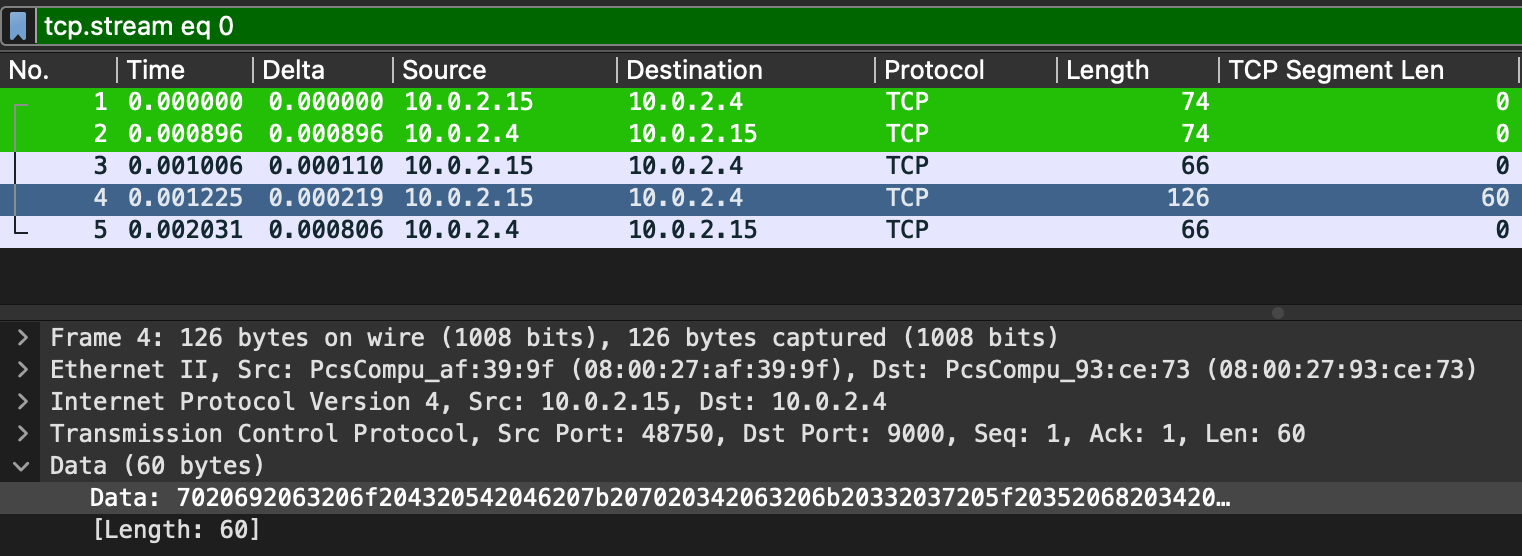 tcp.stream eq 0
No. Time Delta Source Destination Protocol Length TCP Segment Len
1 0.000000 0.000000 10.0.2.15 10.0.2.4 TCP 74 0
2 0.000896 0.000896 10.0.2.4 10.0.2.15 TCP 74 0
3 0.001006 0.000110 10.0.2.15 10.0.2.4 TCP 66 0
4 0.001225 0.000219 10.0.2.15 10.0.2.4 TCP 126 60
5 0.002031 0.000806 10.0.2.4 10.0.2.15 TCP 66 0
Frame 4: 126 bytes on wire (1008 bits), 126 bytes captured (1008 bits)
Ethernet II, Src: PcsCompu_af:39:9f (08:00:27:af:39:9f), Dst: PcsCompu_93:ce:73 (08:00:27:93:ce:73)
Internet Protocol Version 4, Src: 10.0.2.15, Dst: 10.0.2.4
Transmission Control Protocol, Src Port: 48750, Dst Port: 9000, Seq: 1, Ack: 1, Len: 60
Data (60 bytes)
Data: 7020692063206f204320542046207b207020342063206b20332037205f20352068203420…
[Length: 60]